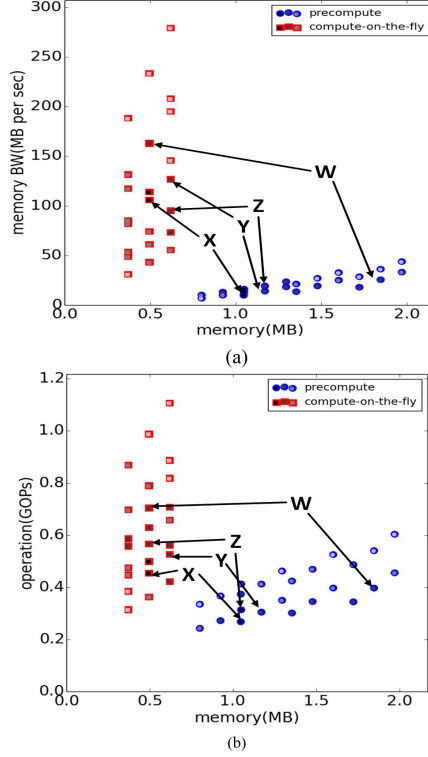 300
250
200
150
100
50
0
memory BW(MB per sec)
precompute
compute-on-the-fly
W
Z
Y
X
0.0 0.5 1.0 1.5 2.0
memory(MB)
(a)
1.2
1.0
0.8
0.6
0.4
0.2
0.0
operation(GOPs)
precompute
compute-on-the-fly
W
Z
Y
X
0.0 0.5 1.0 1.5 2.0
memory(MB)
(b)